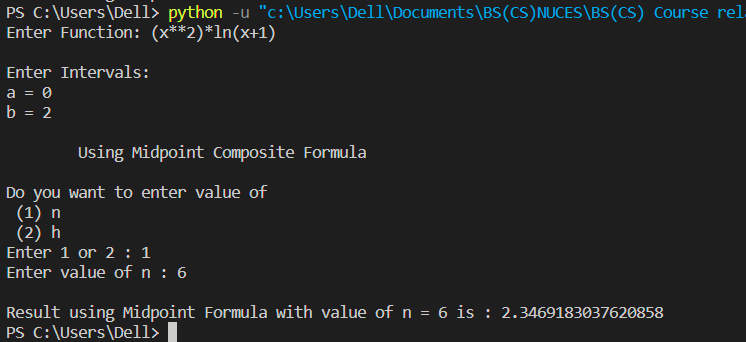 PS C:\Users\Dell> python -u "c:\Users\Dell\Documents\BS(CS)NUCES\BS(CS) Course rel
Enter Function: (x**2)*ln(x+1)
Enter Intervals:
a = 0
b = 2
Using Midpoint Composite Formula
Do you want to enter value of
(1) n
(2) h
Enter 1 or 2 : 1
Enter value of n : 6
Result using Midpoint Formula with value of n = 6 is : 2.3469183037620858
PS C:\Users\Dell>